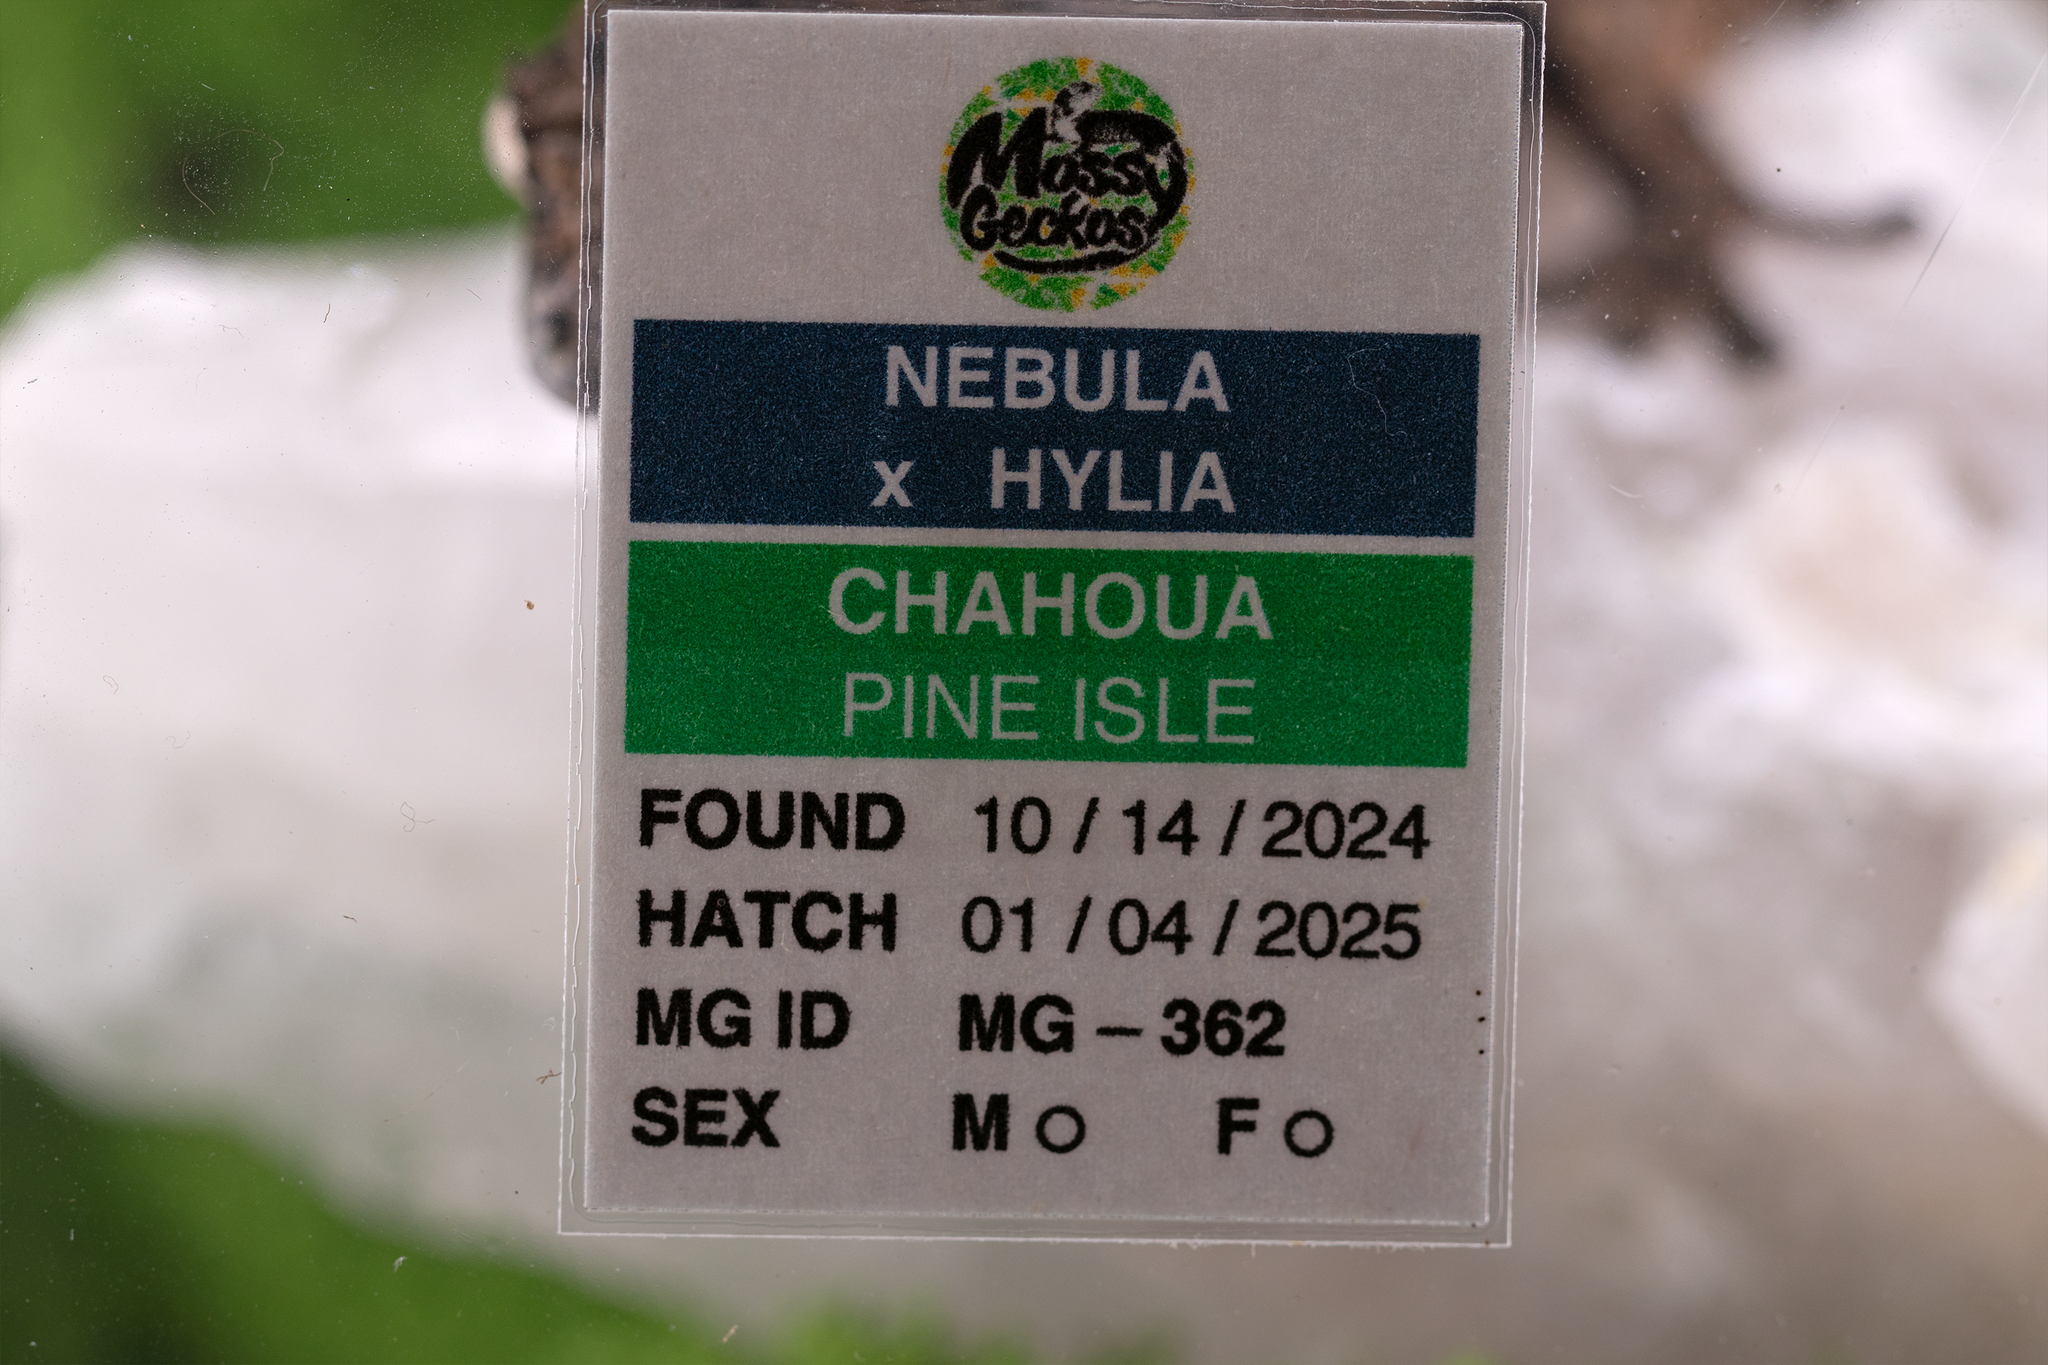 Mossy
Geckos
NEBULA
x HYLIA
CHAHOUA
PINE ISLE
FOUND 10 / 14 / 2024
HATCH 01 / 04 / 2025
MG ID MG – 362
SEX M F